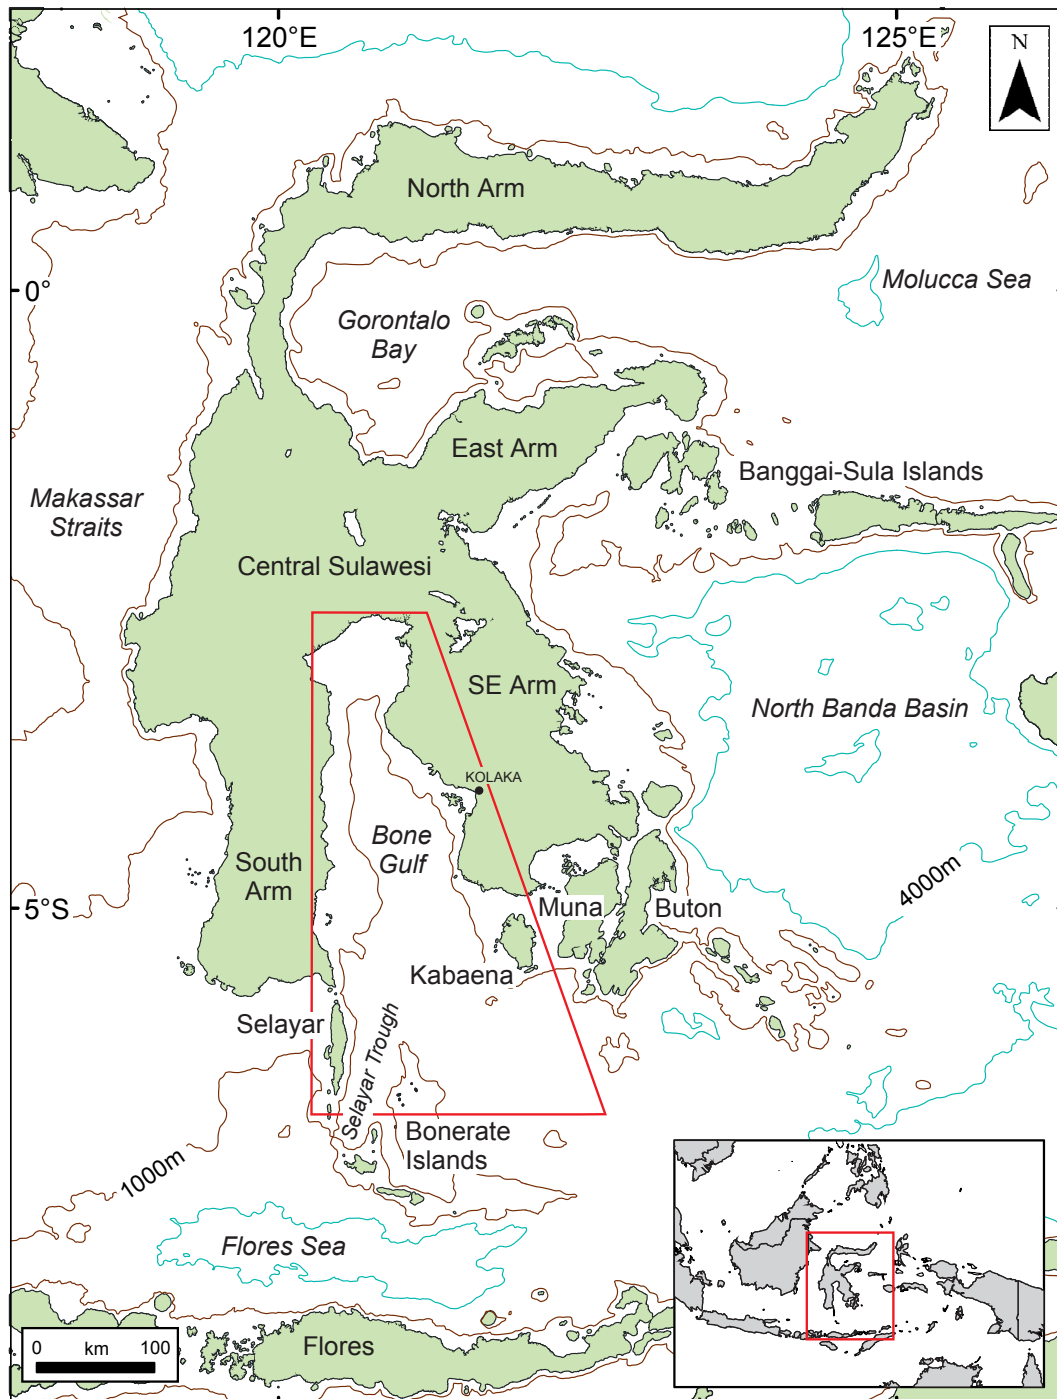 120°E
125°E
N
North Arm
0°
Molucca Sea
Gorontalo
Bay
East Arm
Banggai-Sula Islands
Makassar
Straits
Central Sulawesi
SE Arm
North Banda Basin
KOLAKA
Bone
Gulf
South
Arm
4000m
5°S
Muna
Buton
Kabaena
Selayar
Selayar Trough
Bonerate
Islands
1000m
Flores Sea
Flores
0 km 100